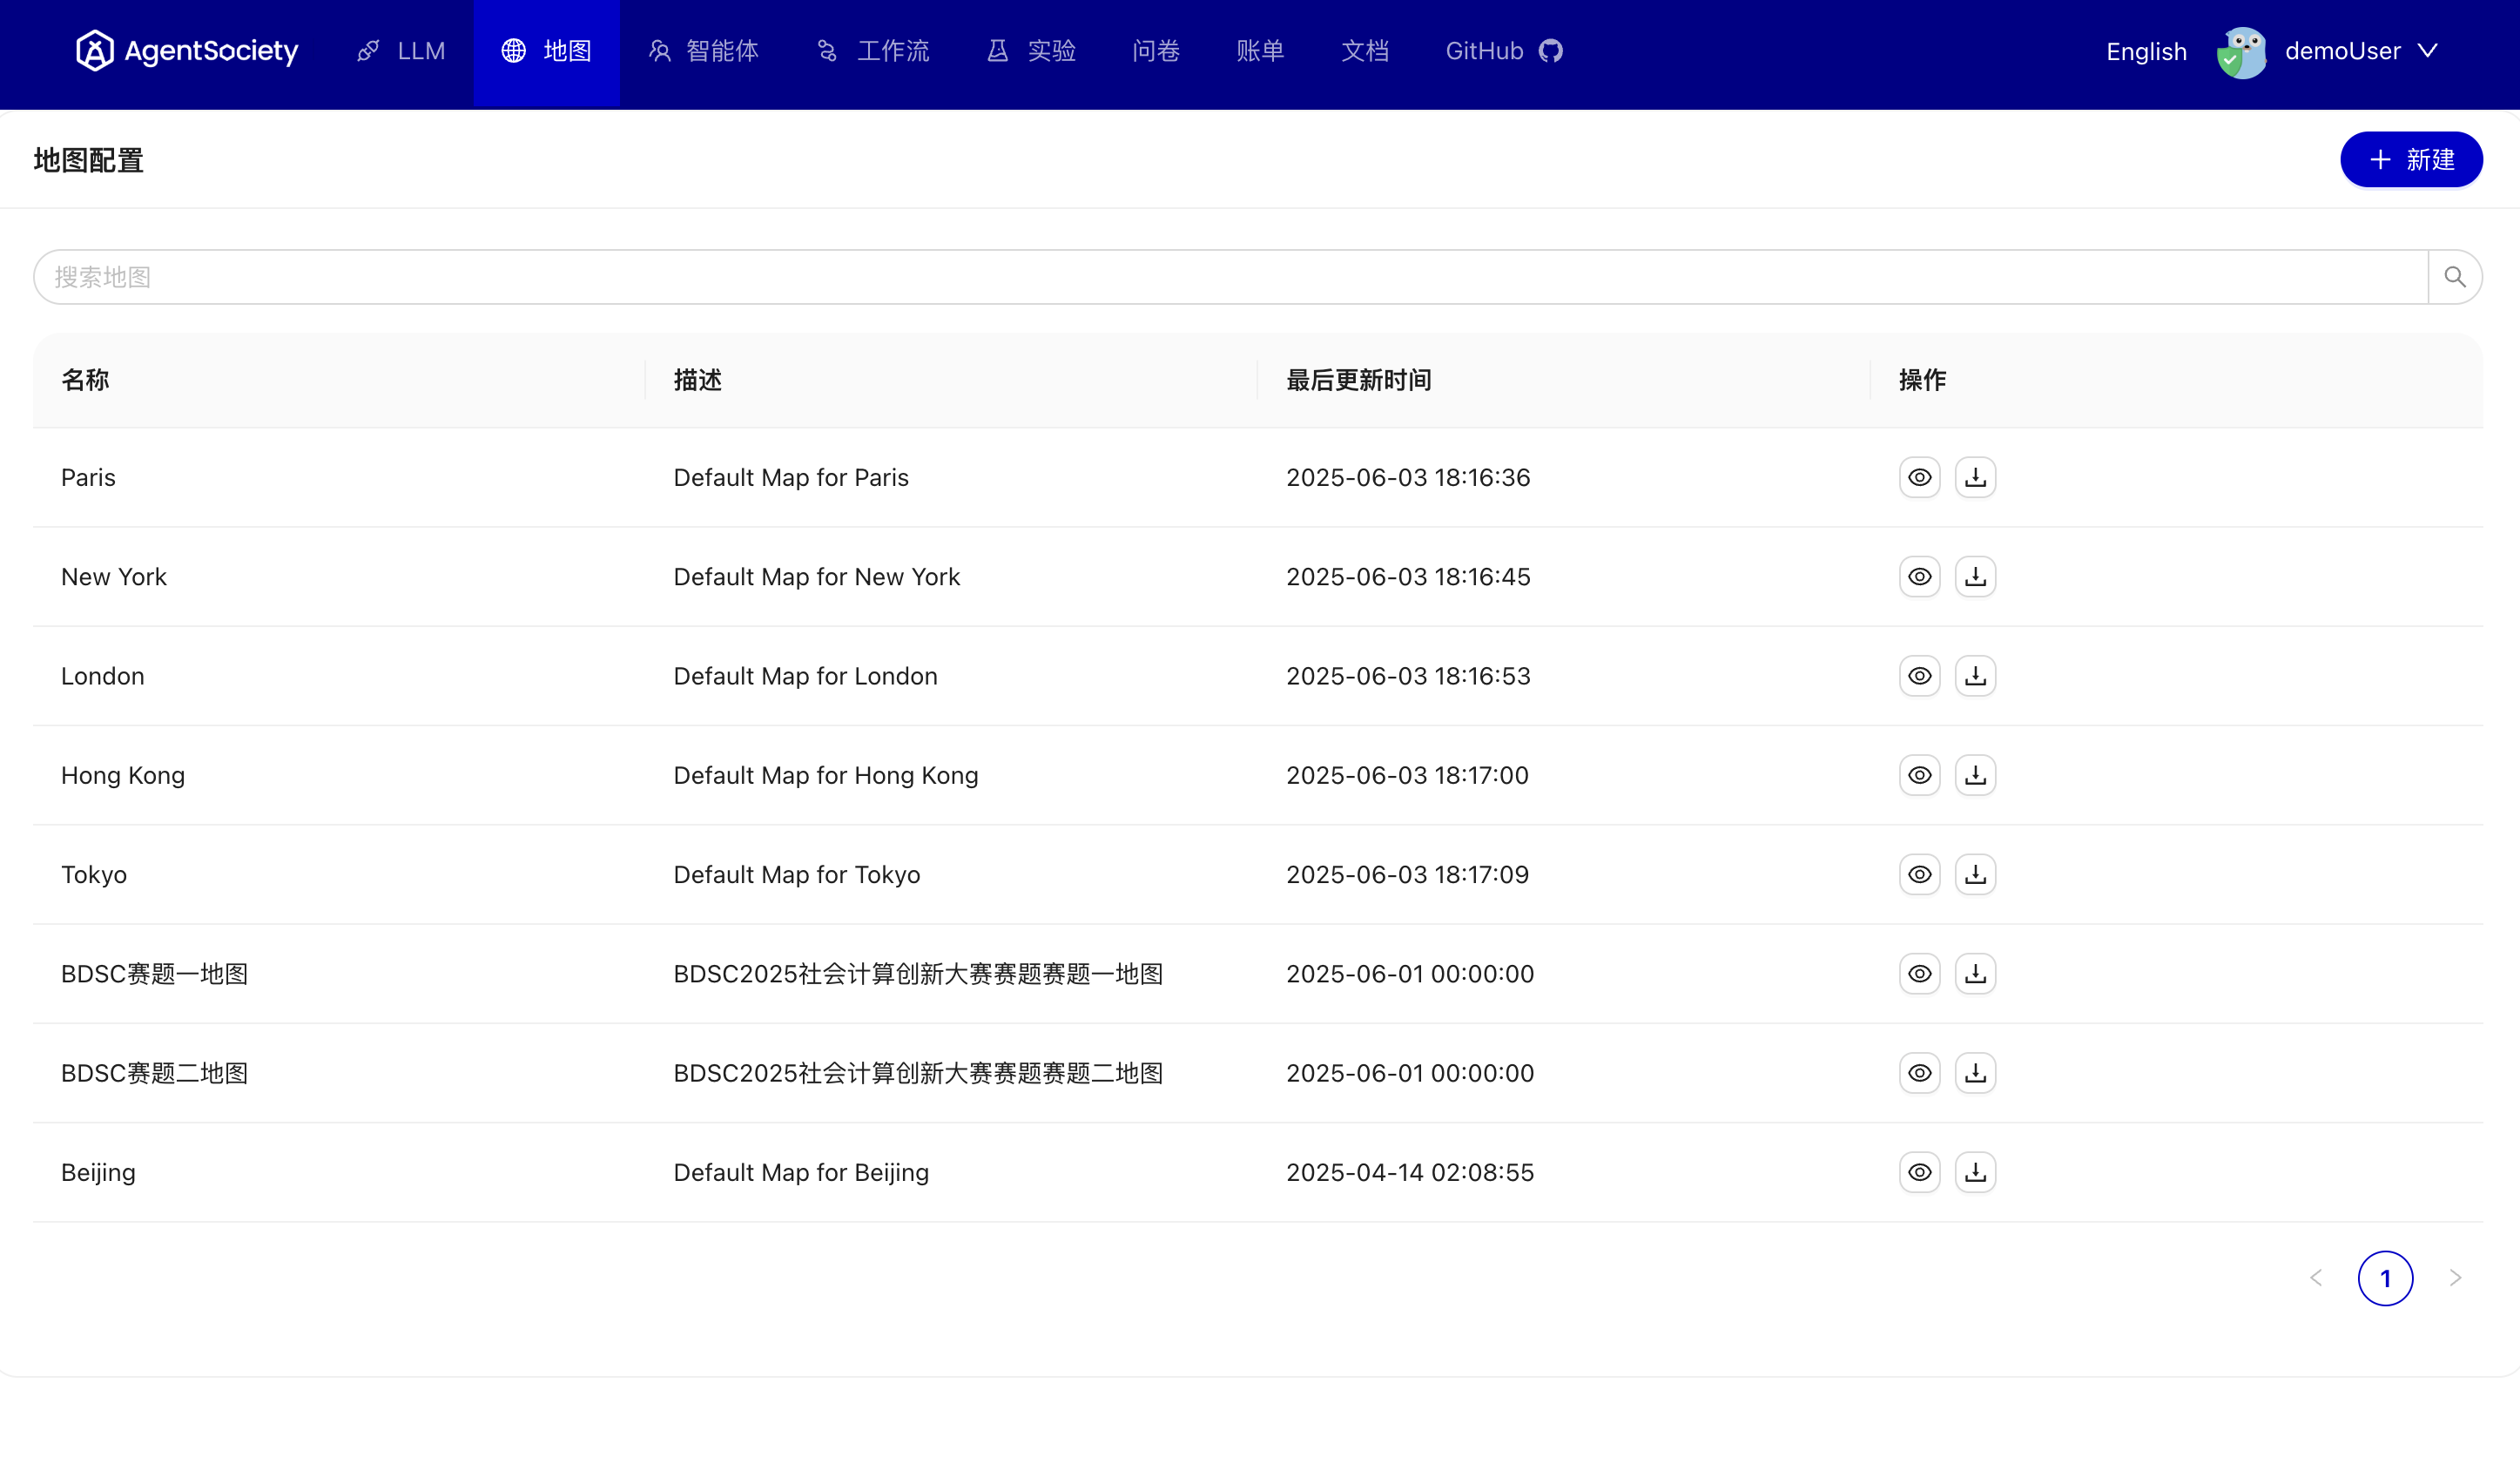 AgentSociety LLM 地图 智能体 工作流 实验 问卷 账单 文档 GitHub English demoUser
地图配置 新建
搜索地图
名称 描述 最后更新时间 操作
Paris Default Map for Paris 2025-06-03 18:16:36
New York Default Map for New York 2025-06-03 18:16:45
London Default Map for London 2025-06-03 18:16:53
Hong Kong Default Map for Hong Kong 2025-06-03 18:17:00
Tokyo Default Map for Tokyo 2025-06-03 18:17:09
BDSC赛题一地图 BDSC2025社会计算创新大赛赛题赛题一地图 2025-06-01 00:00:00
BDSC赛题二地图 BDSC2025社会计算创新大赛赛题赛题二地图 2025-06-01 00:00:00
Beijing Default Map for Beijing 2025-04-14 02:08:55
1